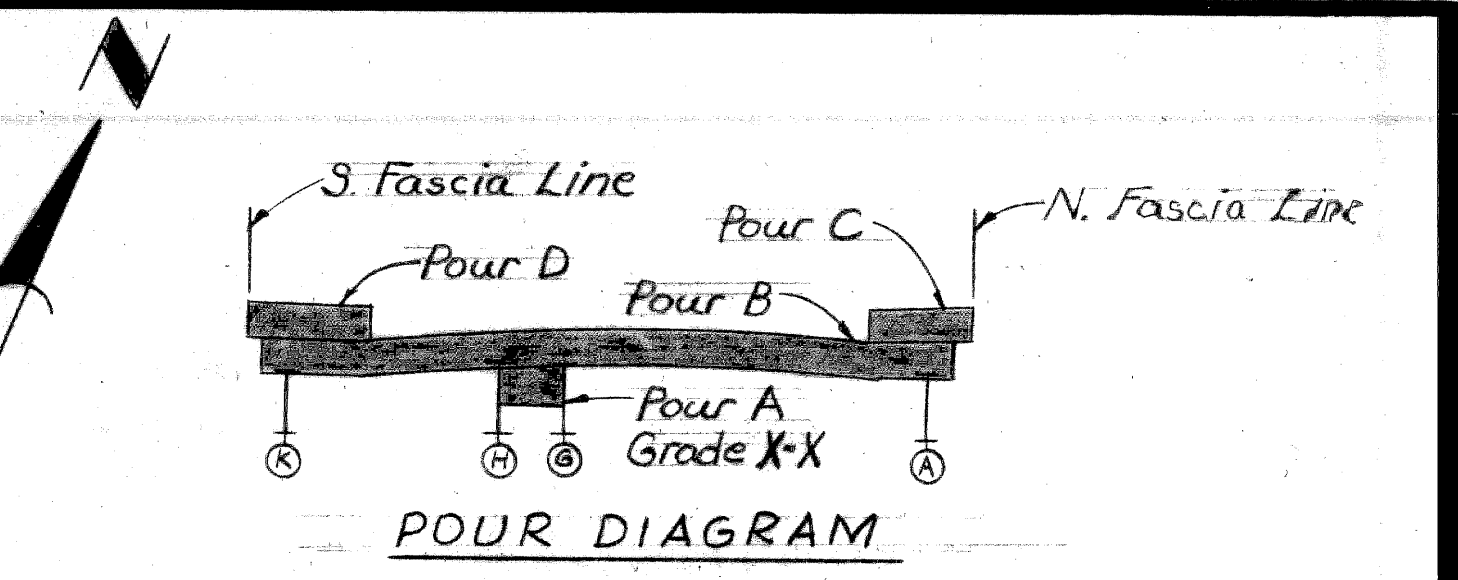 N
S. Fascia Line
N. Fascia Line
Pour C
Pour D
Pour B
Pour A
Grade X-X
K
H
G
A
POUR DIAGRAM